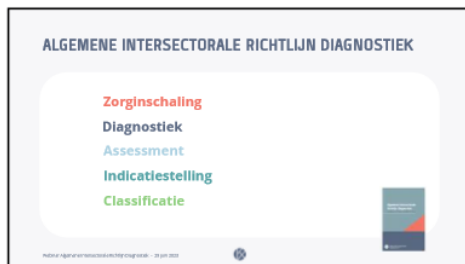 ALGEMENE INTERSECTORALE RICHTLIJN DIAGNOSTIEK
Zorginschaling
Diagnostiek
Assessment
Indicatiestelling
Classificatie